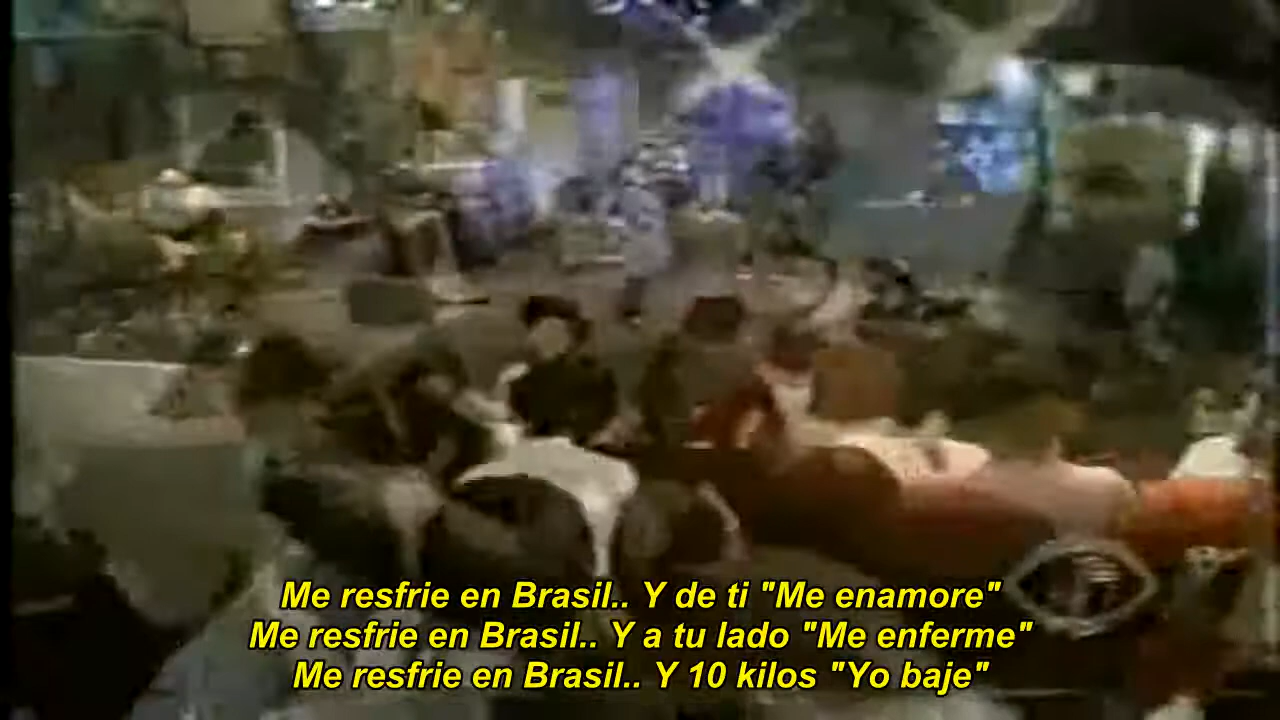 Me resfrie en Brasil.. Y de ti "Me enamore"
Me resfrie en Brasil.. Y a tu lado "Me enferme"
Me resfrie en Brasil.. Y 10 kilos "Yo baje"